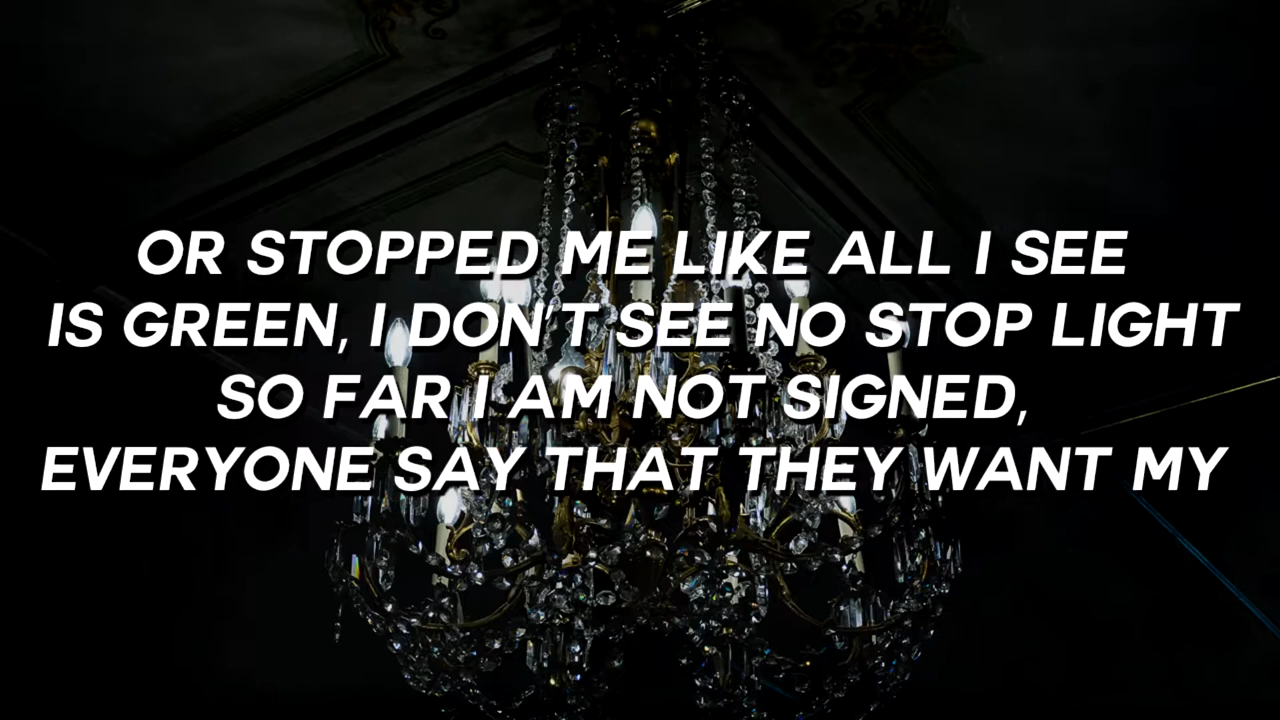 OR STOPPED ME LIKE ALL I SEE
IS GREEN, I DON'T SEE NO STOP LIGHT
SO FAR I AM NOT SIGNED,
EVERYONE SAY THAT THEY WANT MY